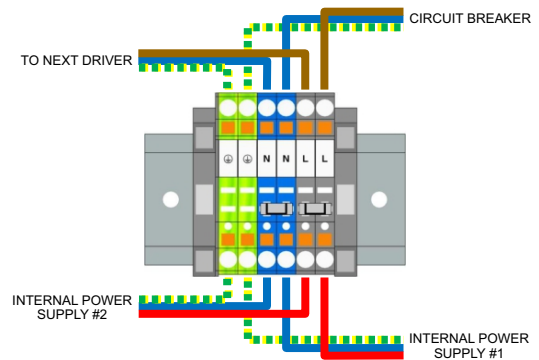 CIRCUIT BREAKER
TO NEXT DRIVER
⏚ ⏚ N N L L
INTERNAL POWER
SUPPLY #2
INTERNAL POWER
SUPPLY #1